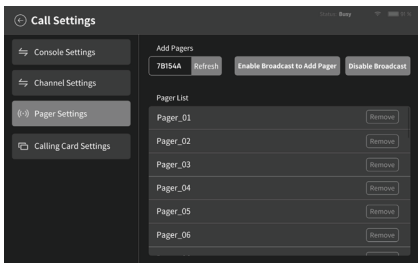 Call Settings
Status: Busy
Console Settings
Channel Settings
Pager Settings
Calling Card Settings
Add Pagers
7B154A Refresh Enable Broadcast to Add Pager Disable Broadcast
Pager List
Pager_01 Remove
Pager_02 Remove
Pager_03 Remove
Pager_04 Remove
Pager_05 Remove
Pager_06 Remove